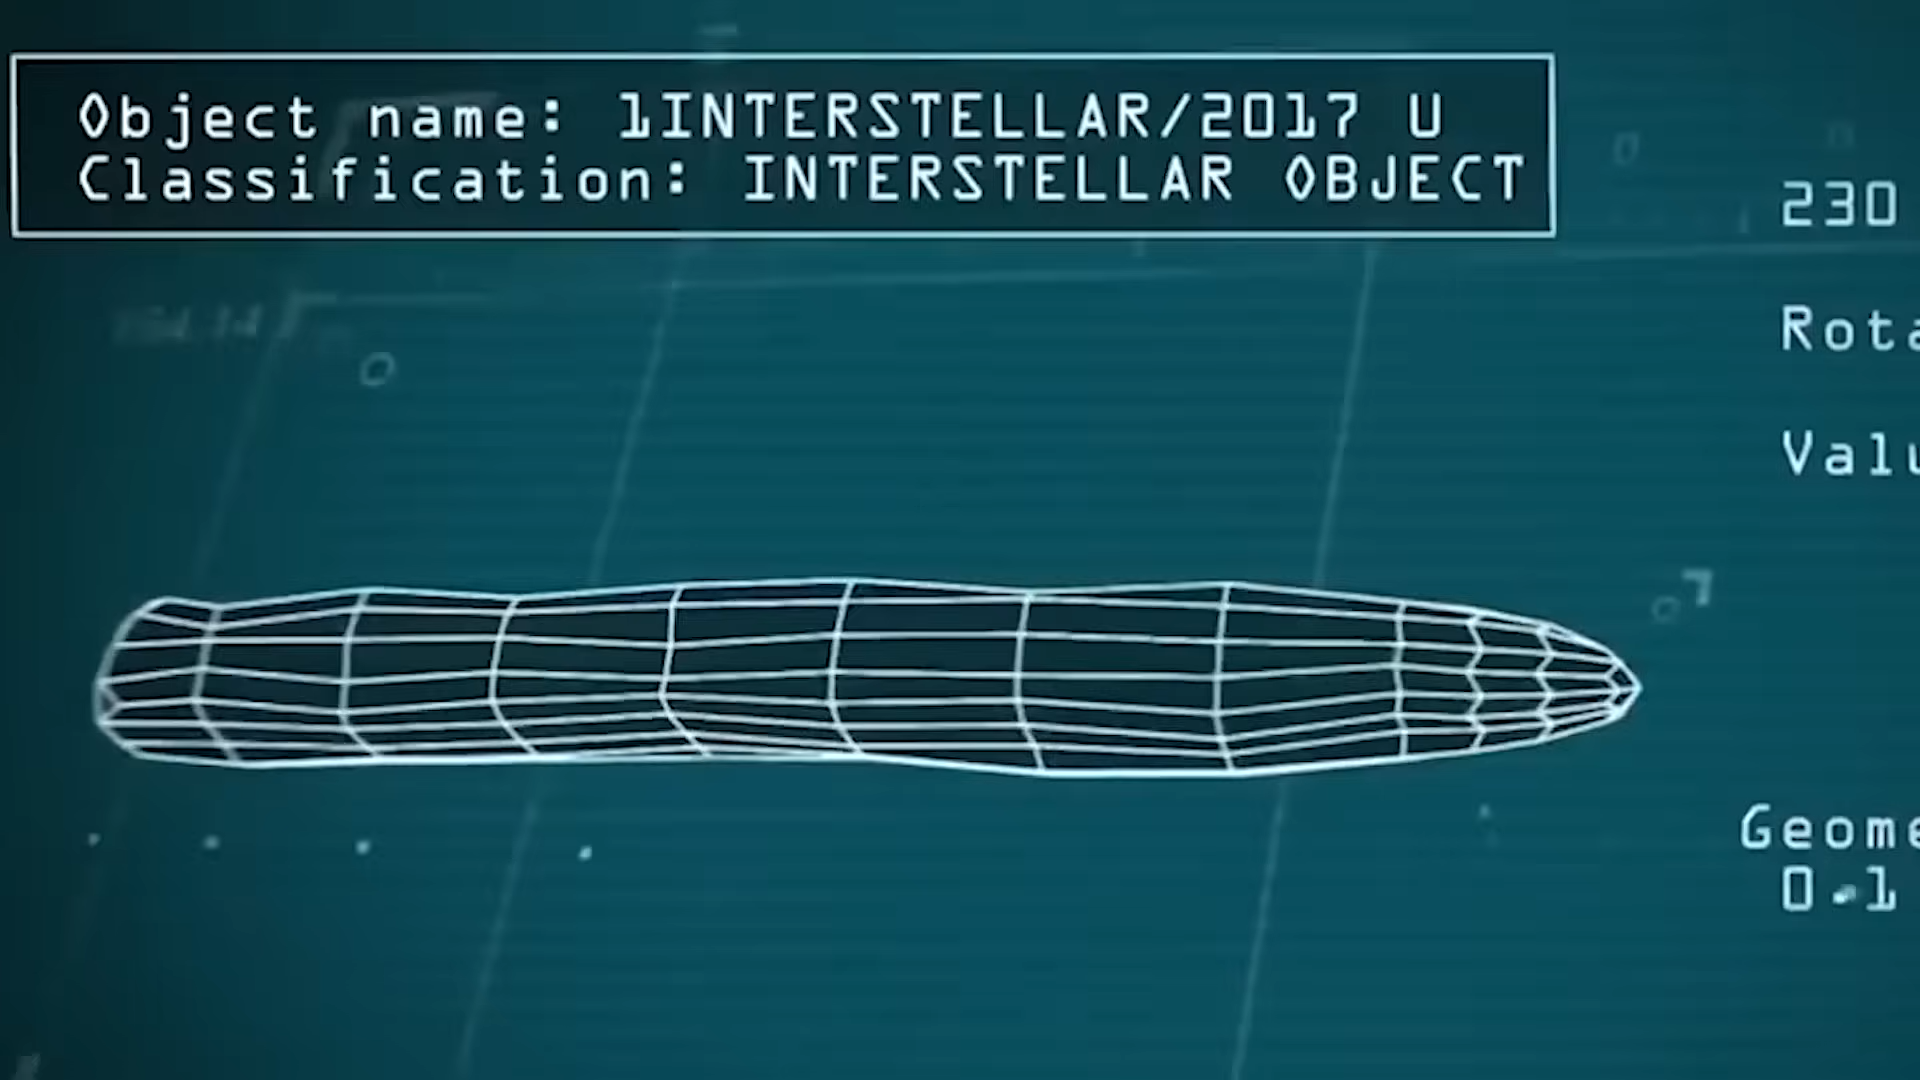 Object name: 1INTERSTELLAR/2017 U
Classification: INTERSTELLAR OBJECT
230
Rota
Valu
Geome
0.1